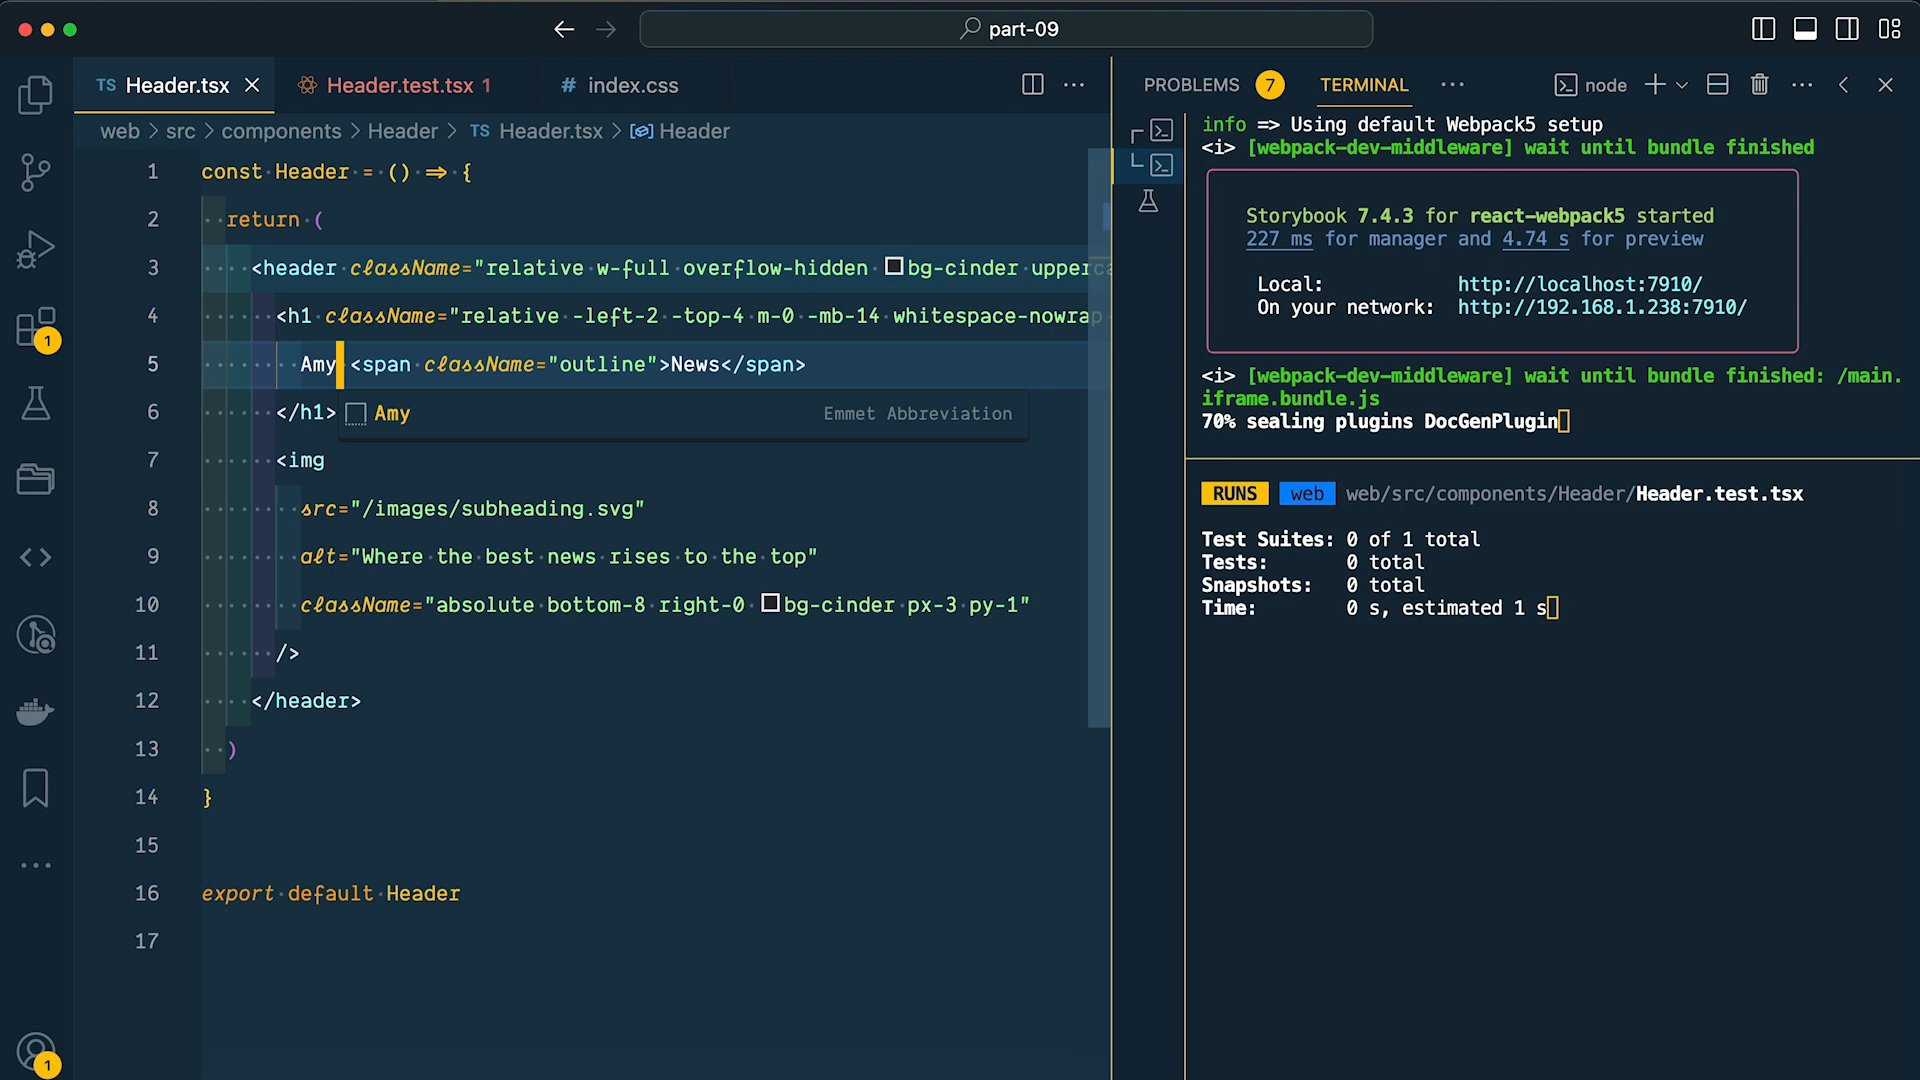 part-09
TS Header.tsx
Header.test.tsx 1
# index.css
web > src > components > Header > TS Header.tsx > Header
1 const Header = () => {
2 return (
3 <header className="relative w-full overflow-hidden bg-cinder upperca
4 <h1 className="relative -left-2 -top-4 m-0 -mb-14 whitespace-nowrap
5 Amy <span className="outline">News</span>
6 </h1>
Amy Emmet Abbreviation
7 <img
8 src="/images/subheading.svg"
9 alt="Where the best news rises to the top"
10 className="absolute bottom-8 right-0 bg-cinder px-3 py-1"
11 />
12 </header>
13 )
14 }
15
16 export default Header
17
1
1
PROBLEMS 7 TERMINAL ··· node
info => Using default Webpack5 setup
<i> [webpack-dev-middleware] wait until bundle finished
Storybook 7.4.3 for react-webpack5 started
227 ms for manager and 4.74 s for preview
Local: http://localhost:7910/
On your network: http://192.168.1.238:7910/
<i> [webpack-dev-middleware] wait until bundle finished: /main.
iframe.bundle.js
70% sealing plugins DocGenPlugin
RUNS web web/src/components/Header/Header.test.tsx
Test Suites: 0 of 1 total
Tests: 0 total
Snapshots: 0 total
Time: 0 s, estimated 1 s